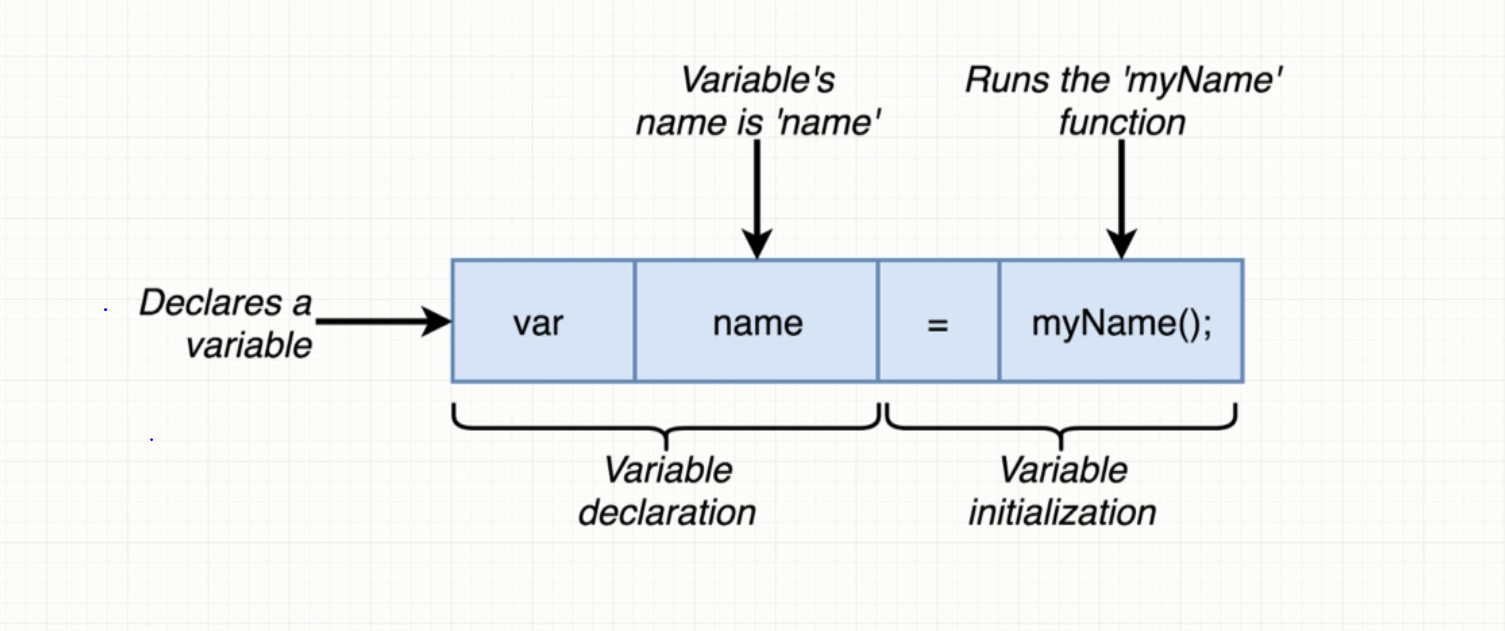 Variable's
name is 'name'
Runs the 'myName'
function
Declares a
variable
var name = myName();
Variable
declaration
Variable
initialization